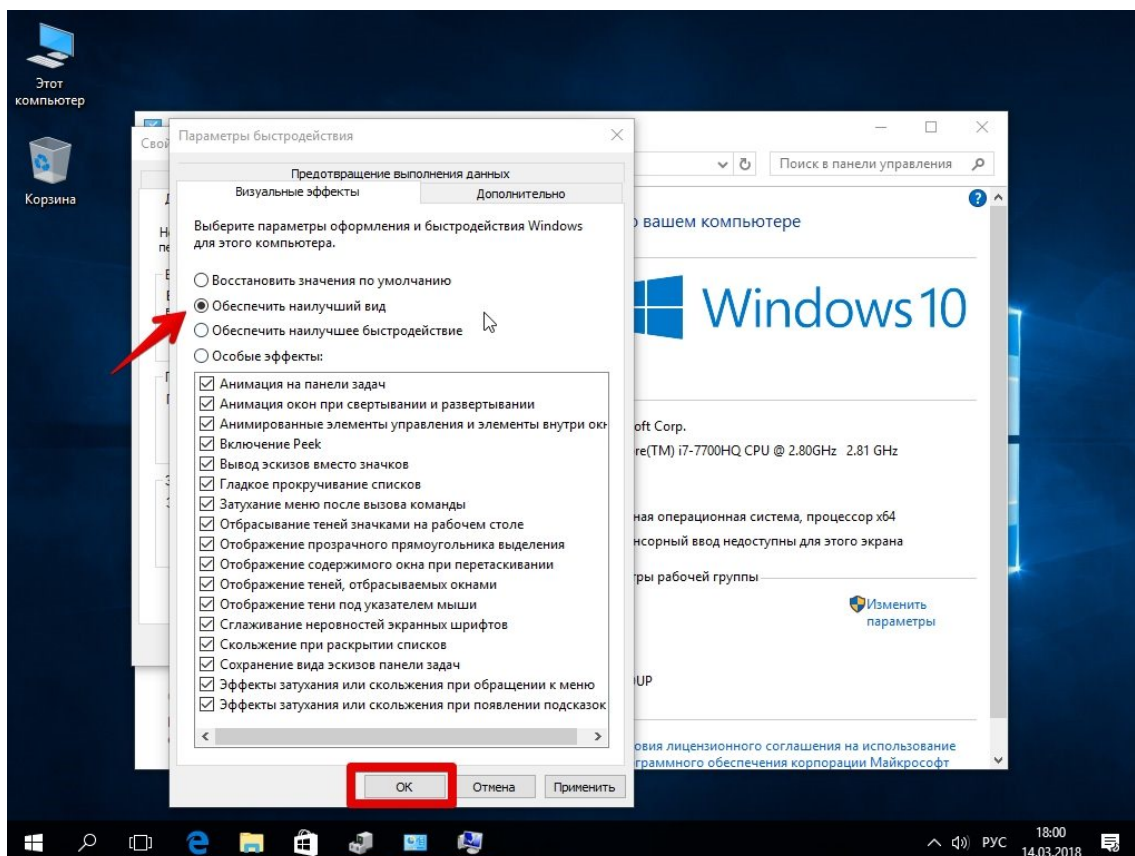 Этот
компьютер
Корзина
Свой
Параметры быстродействия
Поиск в панели управления
Предотвращение выполнения данных
Визуальные эффекты
Дополнительно
Выберите параметры оформления и быстродействия Windows
для этого компьютера.
Восстановить значения по умолчанию
Обеспечить наилучший вид
Обеспечить наилучшее быстродействие
Особые эффекты:
Анимация на панели задач
Анимация окон при свертывании и развертывании
Анимированные элементы управления и элементы внутри окн
Включение Peek
Вывод эскизов вместо значков
Гладкое прокручивание списков
Затухание меню после вызова команды
Отбрасывание теней значками на рабочем столе
Отображение прозрачного прямоугольника выделения
Отображение содержимого окна при перетаскивании
Отображение теней, отбрасываемых окнами
Отображение тени под указателем мыши
Сглаживание неровностей экранных шрифтов
Скольжение при раскрытии списков
Сохранение вида эскизов панели задач
Эффекты затухания или скольжения при обращении к меню
Эффекты затухания или скольжения при появлении подсказок
ОК
Отмена
Применить
вашем компьютере
Windows 10
oft Corp.
re(TM) i7-7700HQ CPU @ 2.80GHz 2.81 GHz
ная операционная система, процессор x64
нсорный ввод недоступны для этого экрана
тры рабочей группы
Изменить
параметры
UP
овия лицензионного соглашения на использование
граммного обеспечения корпорации Майкрософт
РУС
18:00
14.03.2018